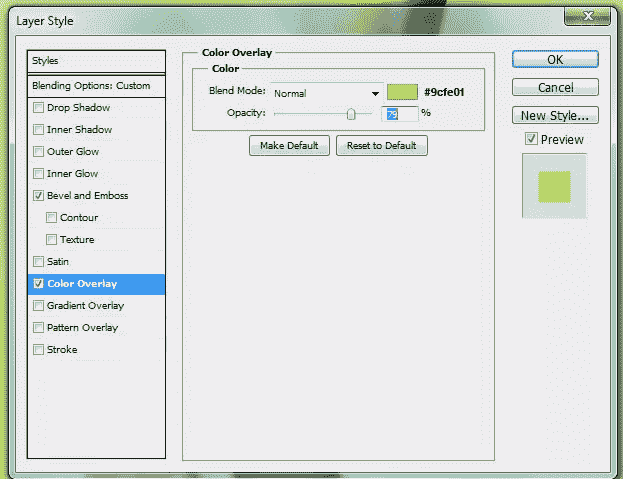 Layer Style
Styles
Blending Options: Custom
Drop Shadow
Inner Shadow
Outer Glow
Inner Glow
Bevel and Emboss
Contour
Texture
Satin
Color Overlay
Gradient Overlay
Pattern Overlay
Stroke
Color Overlay
Color
Blend Mode: Normal #9cfe01
Opacity: 79 %
Make Default Reset to Default
OK
Cancel
New Style...
Preview